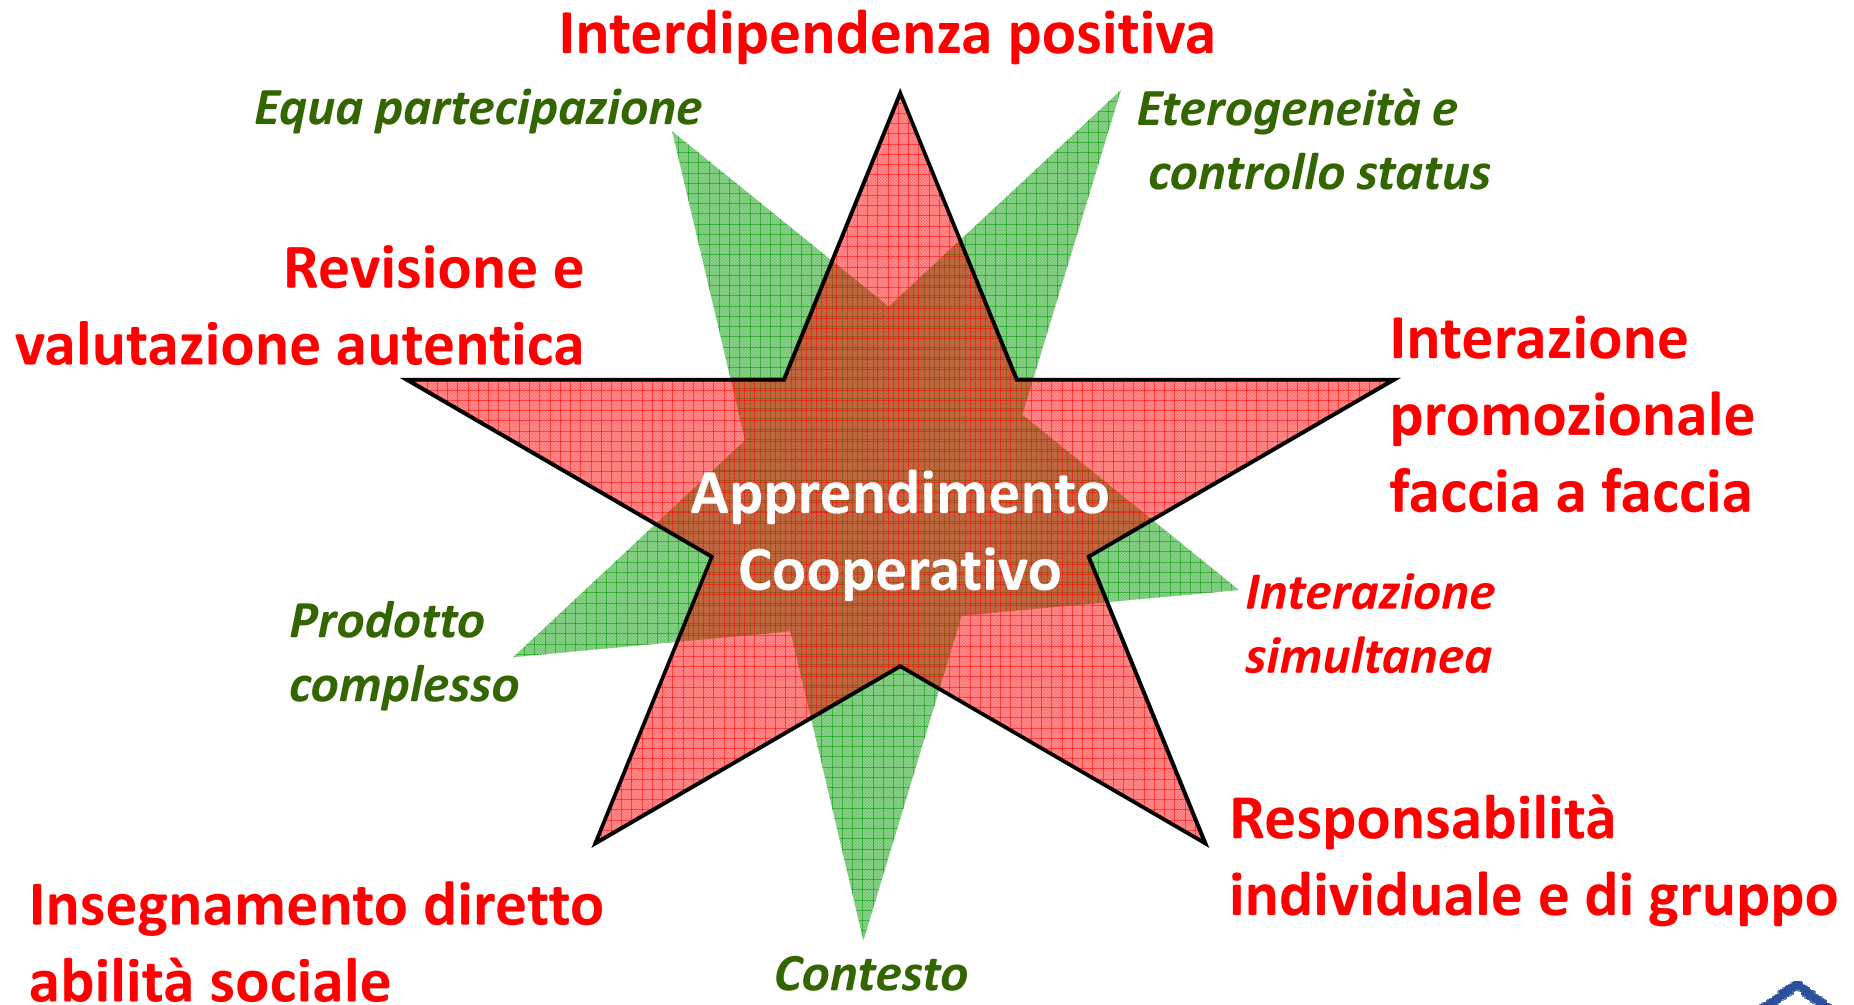 Interdipendenza positiva
Equa partecipazione
Eterogeneità e
controllo status
Revisione e
valutazione autentica
Interazione
promozionale
faccia a faccia
Apprendimento
Cooperativo
Prodotto
complesso
Interazione
simultanea
Responsabilità
individuale e di gruppo
Insegnamento diretto
abilità sociale
Contesto